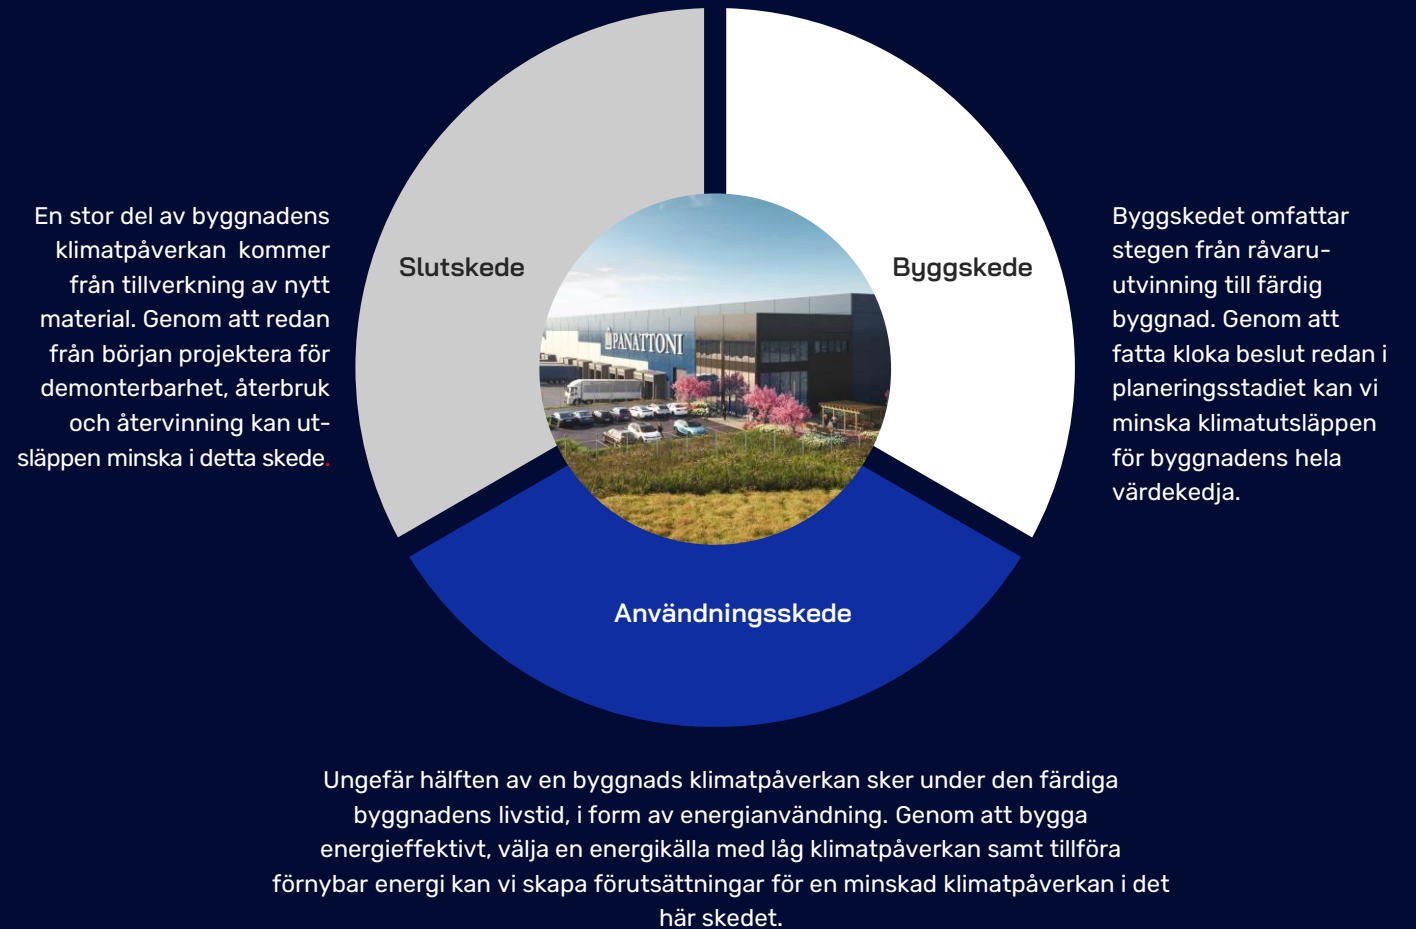 En stor del av byggnadens
klimatpåverkan kommer
från tillverkning av nytt
material. Genom att redan
från början projektera för
demonterbarhet, återbruk
och återvinning kan ut-
släppen minska i detta skede.
Slutskede
PANATTONI
Byggskede
Byggskedet omfattar
stegen från råvaru-
utvinning till färdig
byggnad. Genom att
fatta kloka beslut redan i
planeringsstadiet kan vi
minska klimatutsläppen
för byggnadens hela
värdekedja.
Användningsskede
Ungefär hälften av en byggnads klimatpåverkan sker under den färdiga
byggnadens livstid, i form av energianvändning. Genom att bygga
energieffektivt, välja en energikälla med låg klimatpåverkan samt tillföra
förnybar energi kan vi skapa förutsättningar för en minskad klimatpåverkan i det
här skedet.